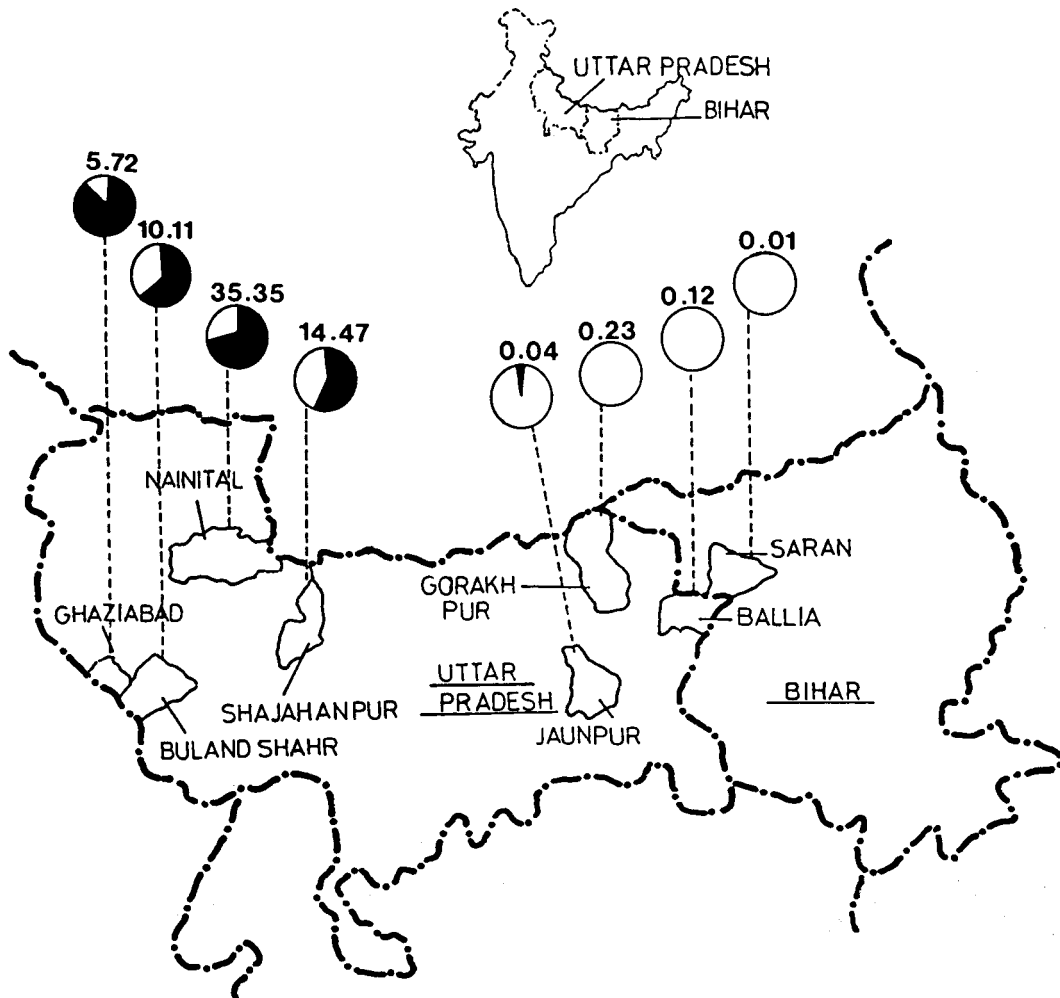 UTTAR PRADESH
BIHAR
5.72
10.11
35.35
14.47
0.04
0.23
0.12
0.01
NAINITAL
GHAZIABAD
SHAJAHANPUR
BULAND SHAHR
GORAKH
PUR
SARAN
BALLIA
UTTAR
PRADESH
JAUNPUR
BIHAR